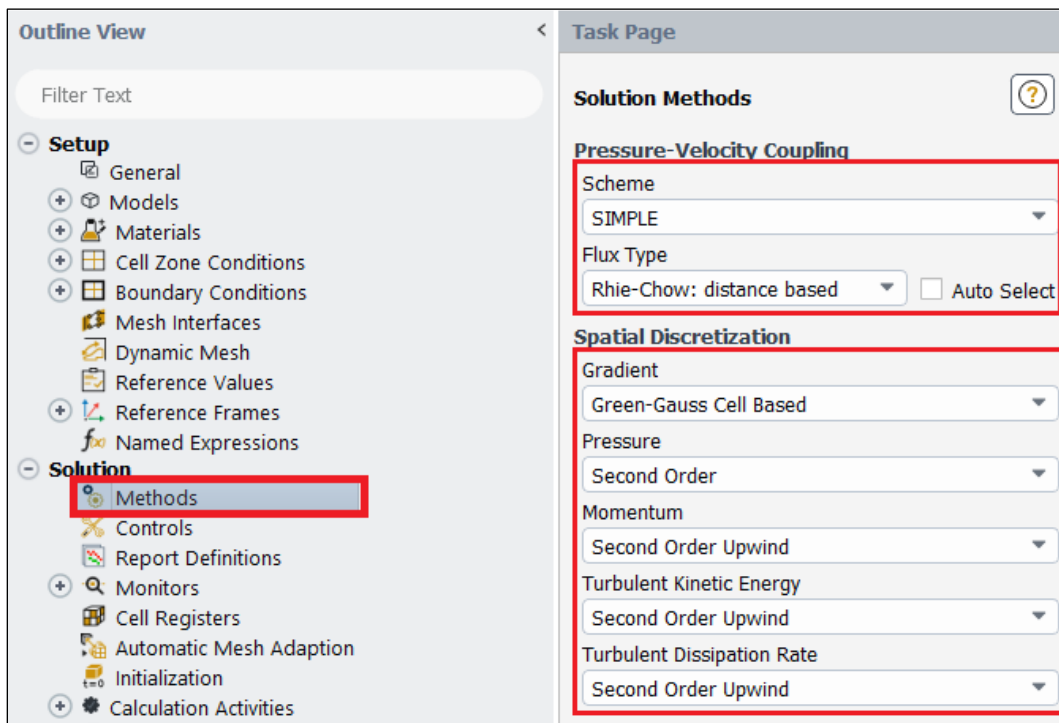 Outline View
<
Filter Text
Setup
General
Models
Materials
Cell Zone Conditions
Boundary Conditions
Mesh Interfaces
Dynamic Mesh
Reference Values
Reference Frames
Named Expressions
Solution
Methods
Controls
Report Definitions
Monitors
Cell Registers
Automatic Mesh Adaption
Initialization
Calculation Activities
Task Page
Solution Methods
?
Pressure-Velocity Coupling
Scheme
SIMPLE
Flux Type
Rhie-Chow: distance based Auto Select
Spatial Discretization
Gradient
Green-Gauss Cell Based
Pressure
Second Order
Momentum
Second Order Upwind
Turbulent Kinetic Energy
Second Order Upwind
Turbulent Dissipation Rate
Second Order Upwind